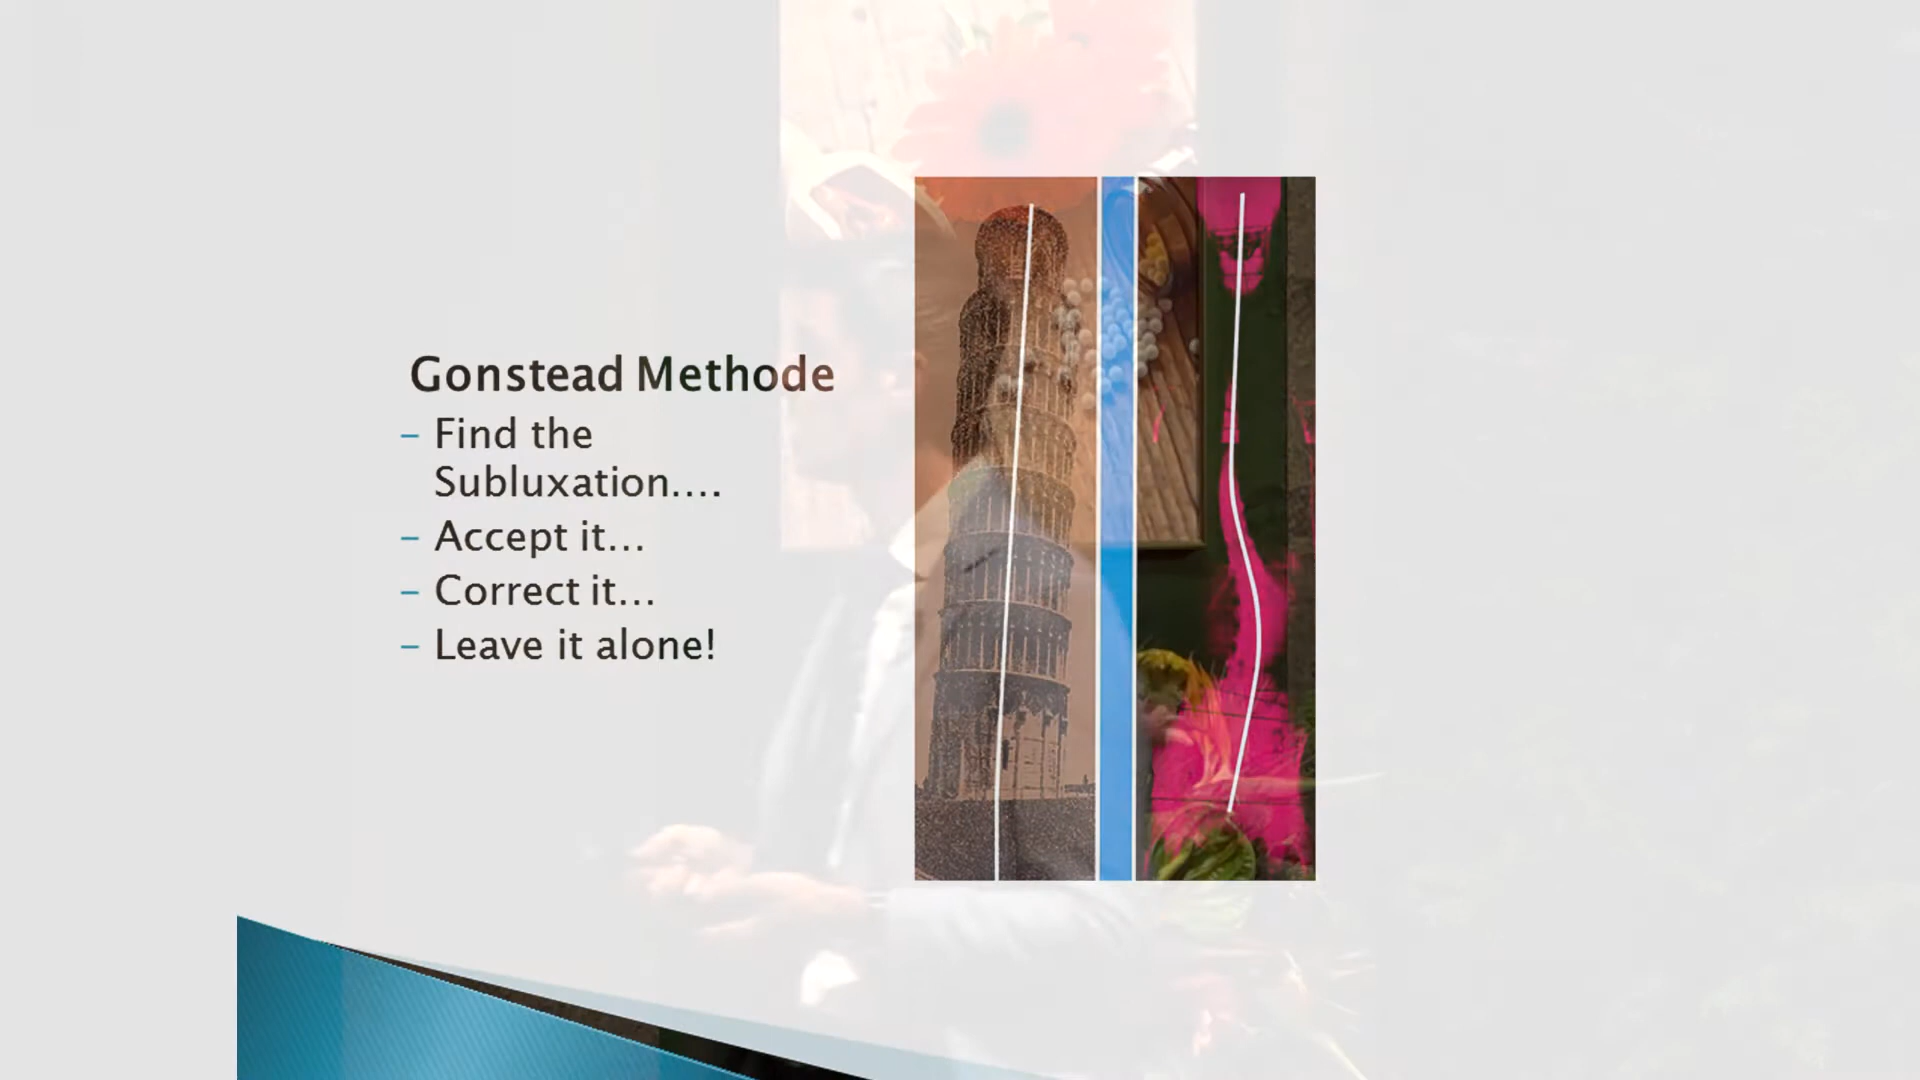 Gonstead Methode
– Find the
Subluxation....
– Accept it...
– Correct it...
– Leave it alone!